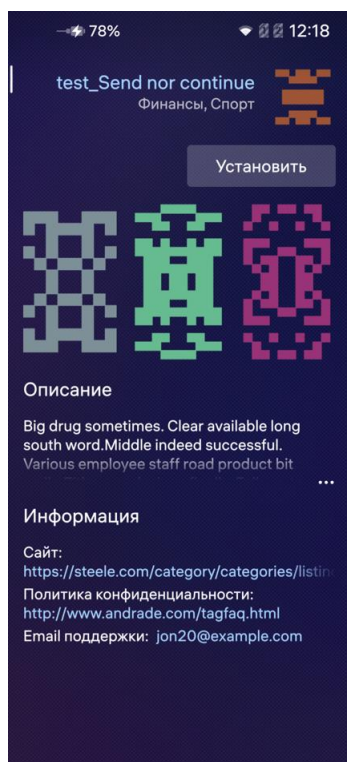 78% 12:18
test_Send nor continue
Финансы, Спорт
Установить
Описание
Big drug sometimes. Clear available long
south word.Middle indeed successful.
Various employee staff road product bit
...
Информация
Сайт:
https://steele.com/category/categories/listin
Политика конфиденциальности:
http://www.andrade.com/tagfaq.html
Email поддержки: jon20@example.com